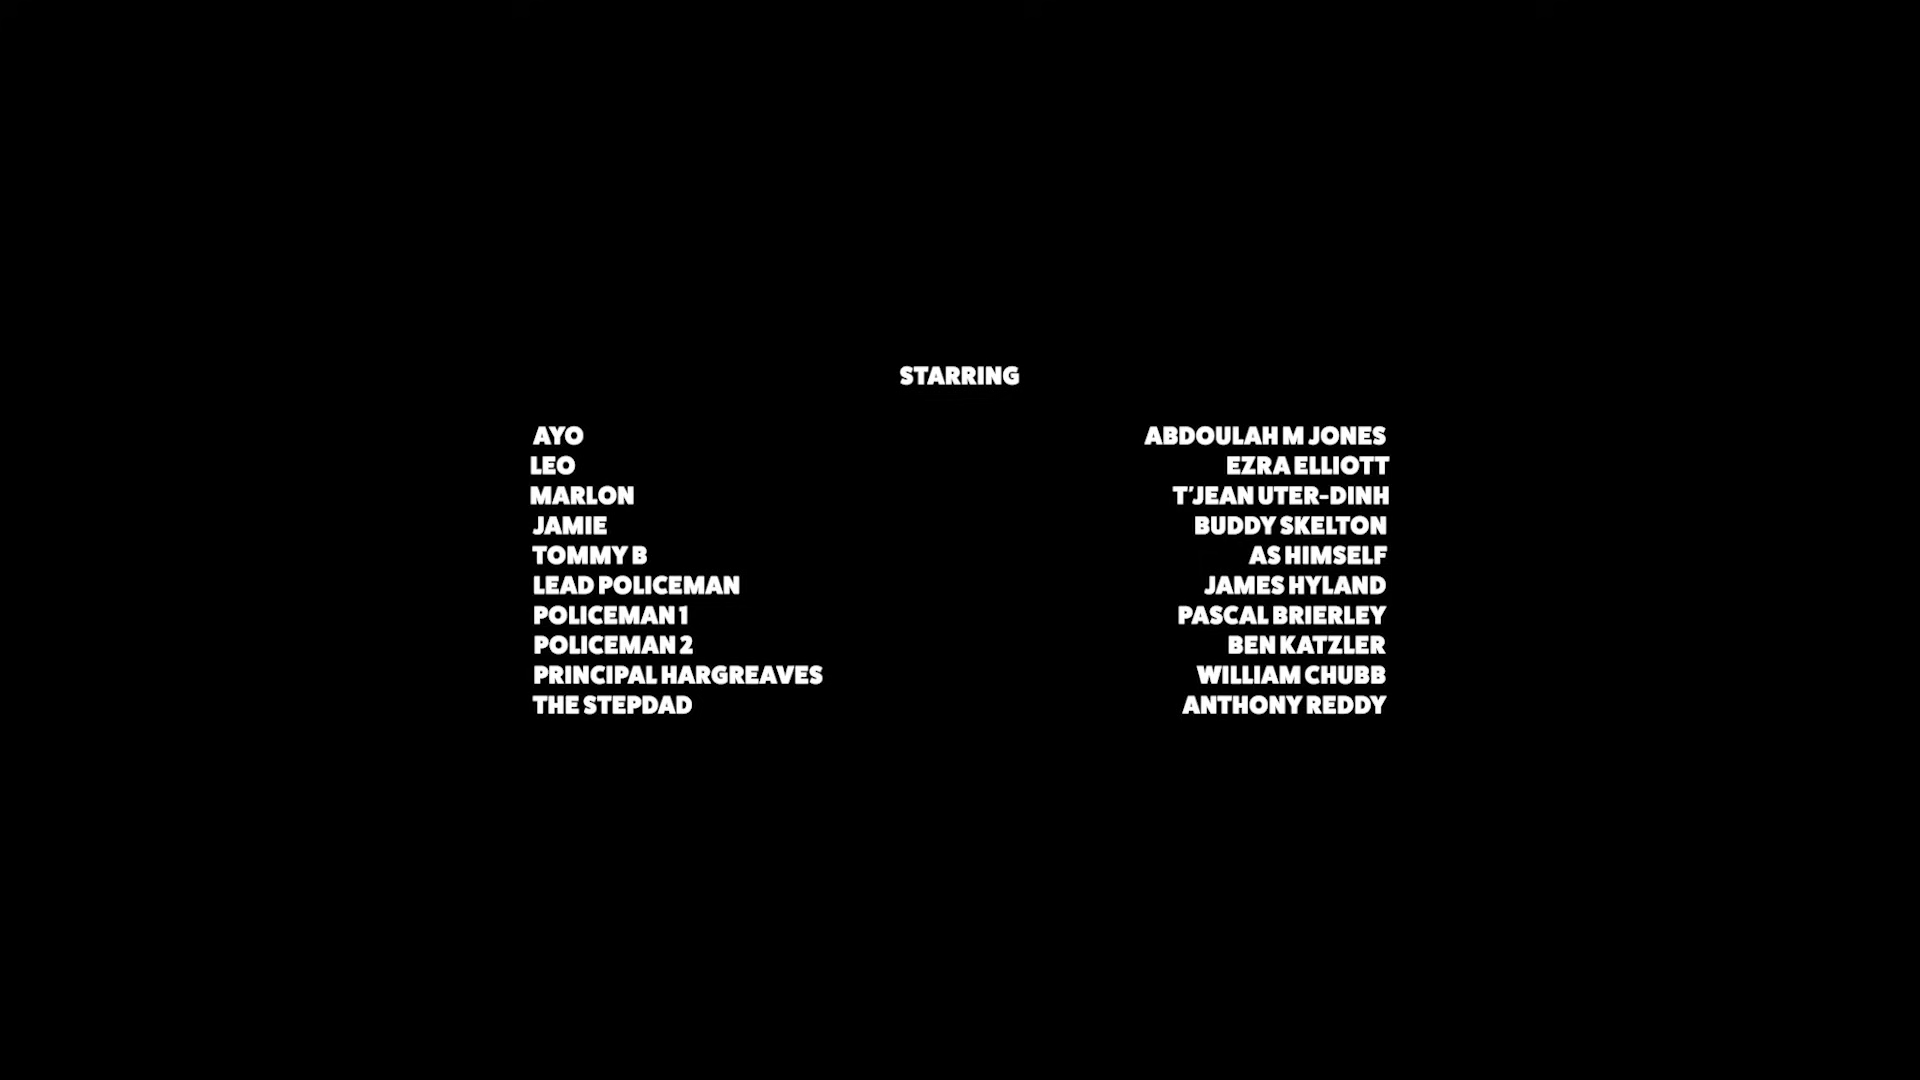 STARRING
AYO ABDOULAH M JONES
LEO EZRA ELLIOTT
MARLON T'JEAN UTER-DINH
JAMIE BUDDY SKELTON
TOMMY B AS HIMSELF
LEAD POLICEMAN JAMES HYLAND
POLICEMAN 1 PASCAL BRIERLEY
POLICEMAN 2 BEN KATZLER
PRINCIPAL HARGREAVES WILLIAM CHUBB
THE STEPDAD ANTHONY REDDY